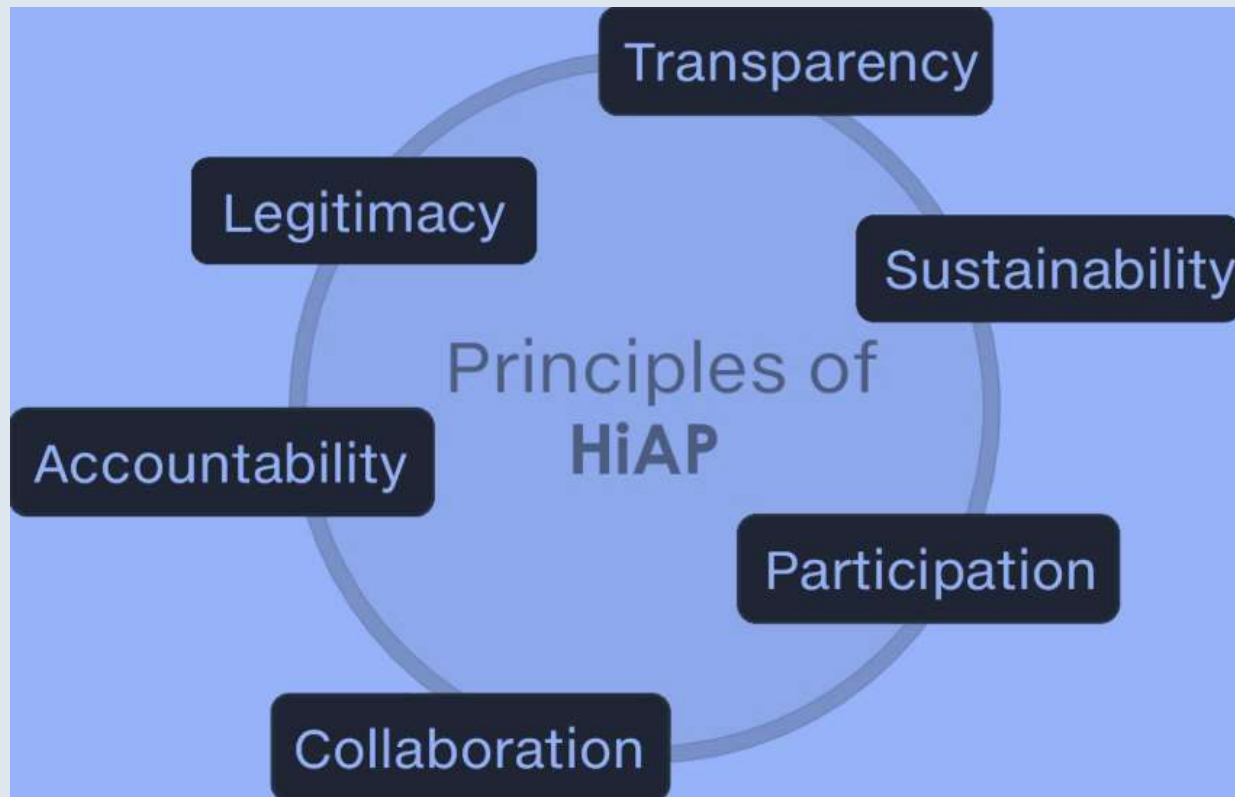 Transparency
Legitimacy
Sustainability
Principles of
HiAP
Accountability
Participation
Collaboration